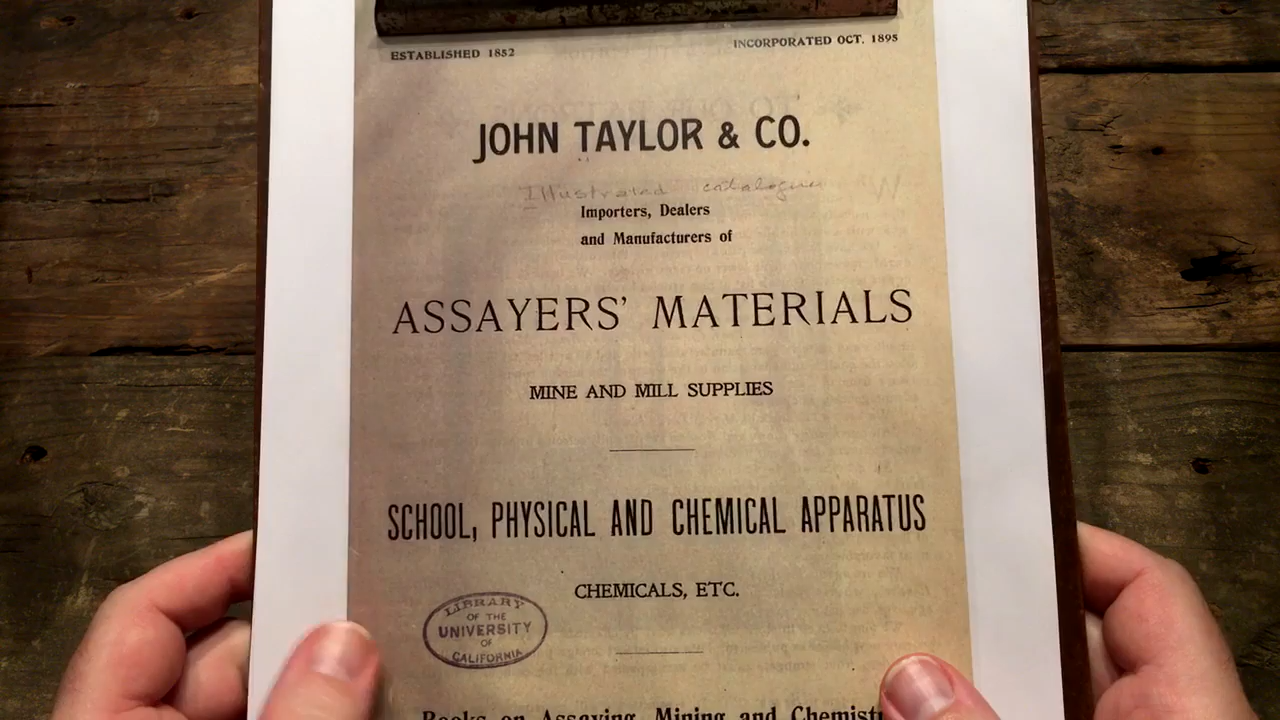 ESTABLISHED 1852
INCORPORATED OCT. 1895
JOHN TAYLOR & CO.
Illustrated catalogue
Importers, Dealers
and Manufacturers of
ASSAYERS' MATERIALS
MINE AND MILL SUPPLIES
SCHOOL, PHYSICAL AND CHEMICAL APPARATUS
CHEMICALS, ETC.
LIBRARY
OF THE
UNIVERSITY
OF
CALIFORNIA
Books on Assaying, Mining and